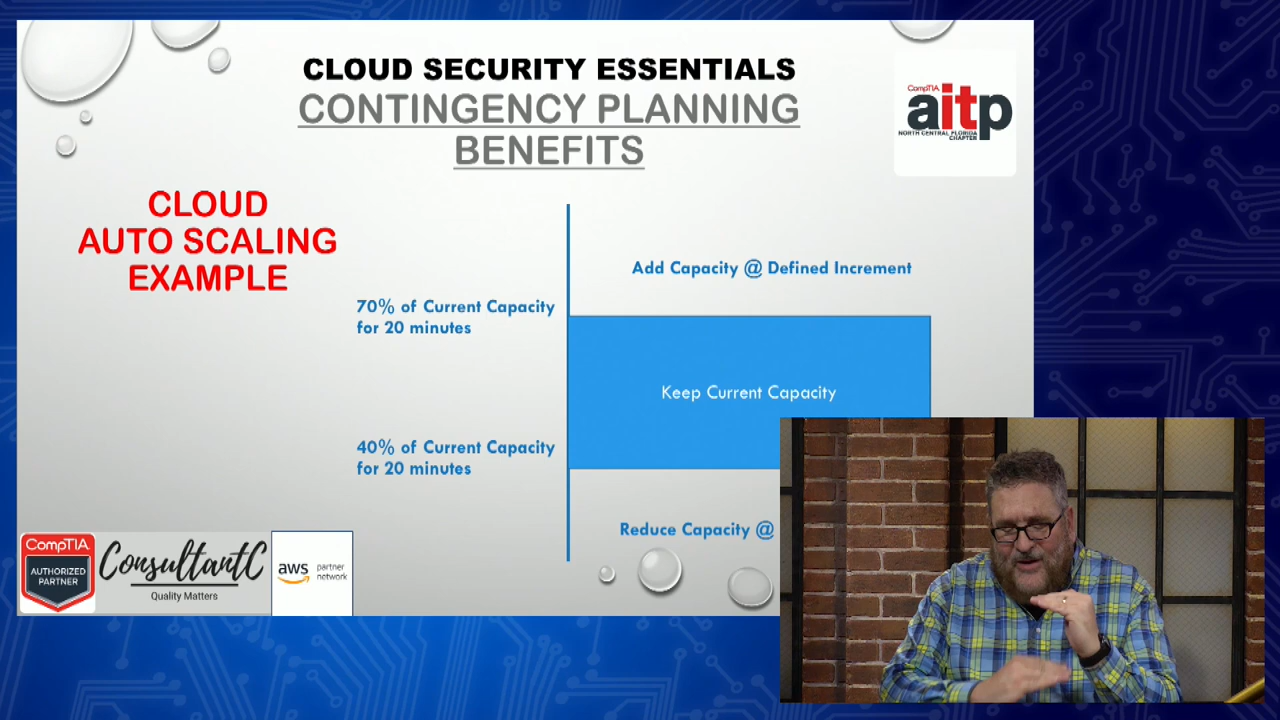 CLOUD SECURITY ESSENTIALS
CONTINGENCY PLANNING
BENEFITS
CompTIA
aitp
NORTH CENTRAL FLORIDA
CHAPTER
CLOUD
AUTO SCALING
EXAMPLE
Add Capacity @ Defined Increment
70% of Current Capacity
for 20 minutes
Keep Current Capacity
40% of Current Capacity
for 20 minutes
Reduce Capacity @
CompTIA
AUTHORIZED
PARTNER
ConsultantC
Quality Matters
aws
partner
network